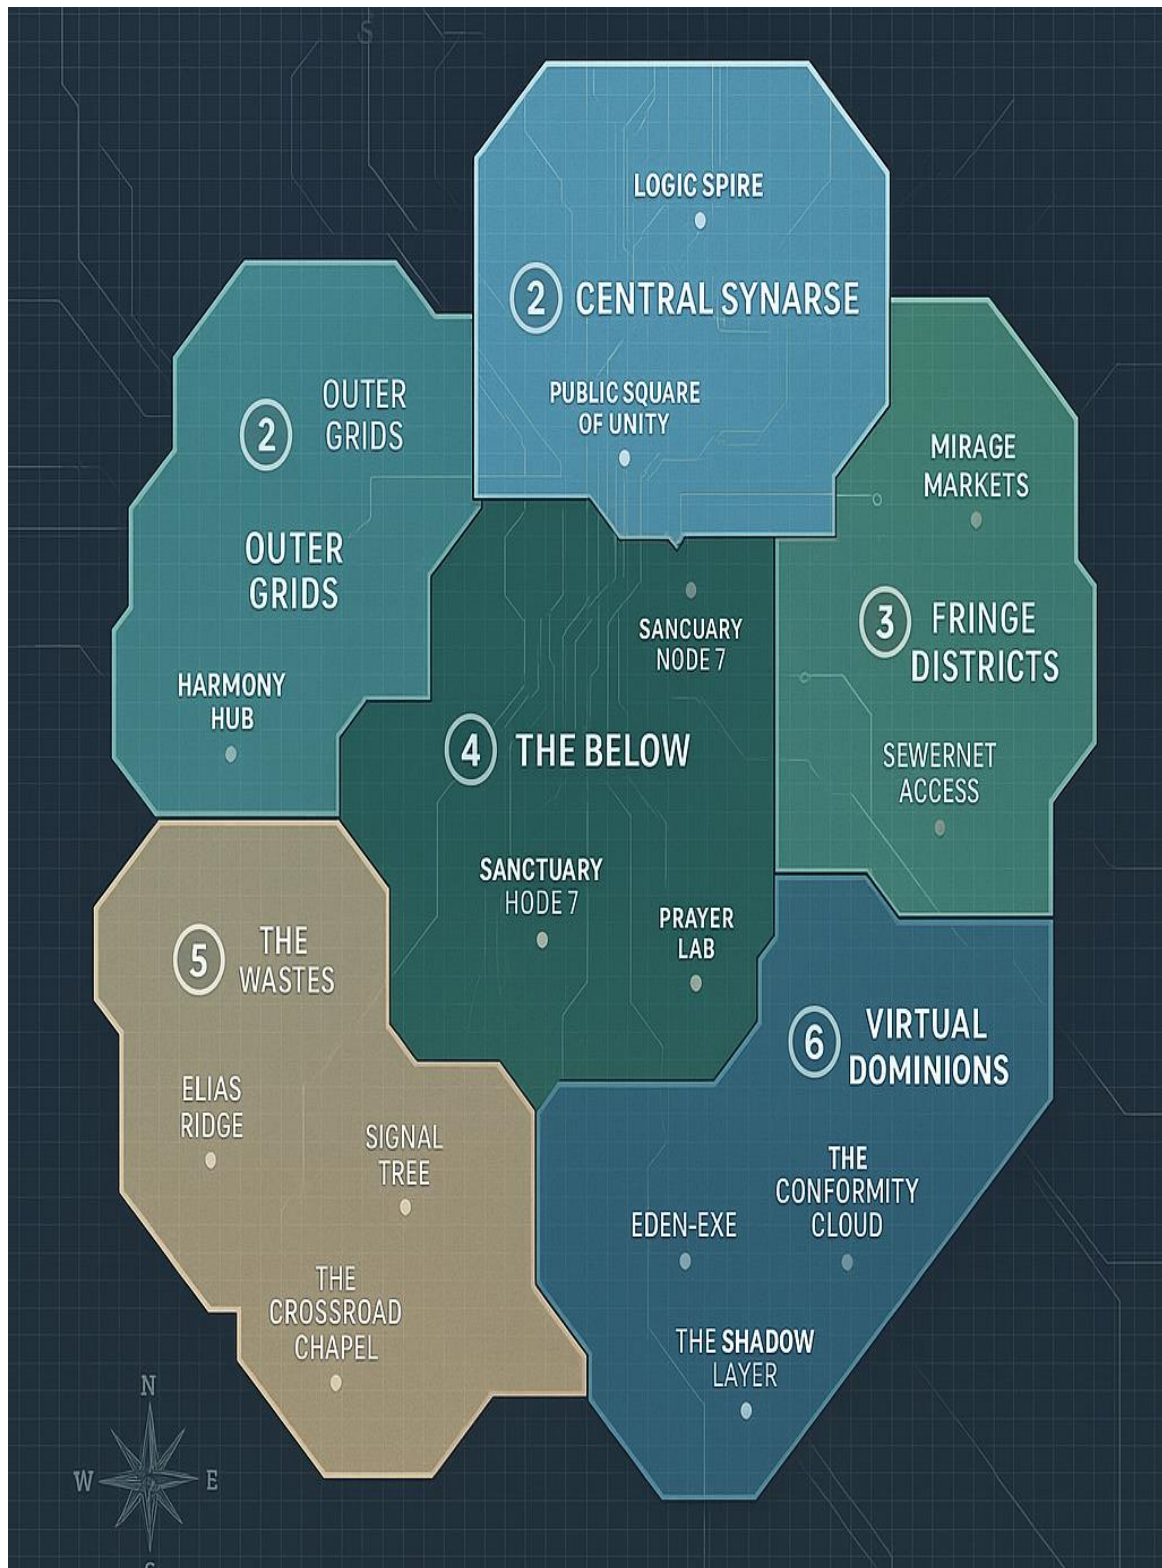 S
LOGIC SPIRE
2 CENTRAL SYNARSE
PUBLIC SQUARE
OF UNITY
2
OUTER
GRIDS
OUTER
GRIDS
HARMONY
HUB
MIRAGE
MARKETS
3
FRINGE
DISTRICTS
SEWERNET
ACCESS
SANCUARY
NODE 7
4 THE BELOW
SANCTUARY
HODE 7
PRAYER
LAB
5
THE
WASTES
ELIAS
RIDGE
SIGNAL
TREE
THE
CROSSROAD
CHAPEL
6
VIRTUAL
DOMINIONS
THE
CONFORMITY
CLOUD
EDEN-EXE
THE SHADOW
LAYER
N
W E
S